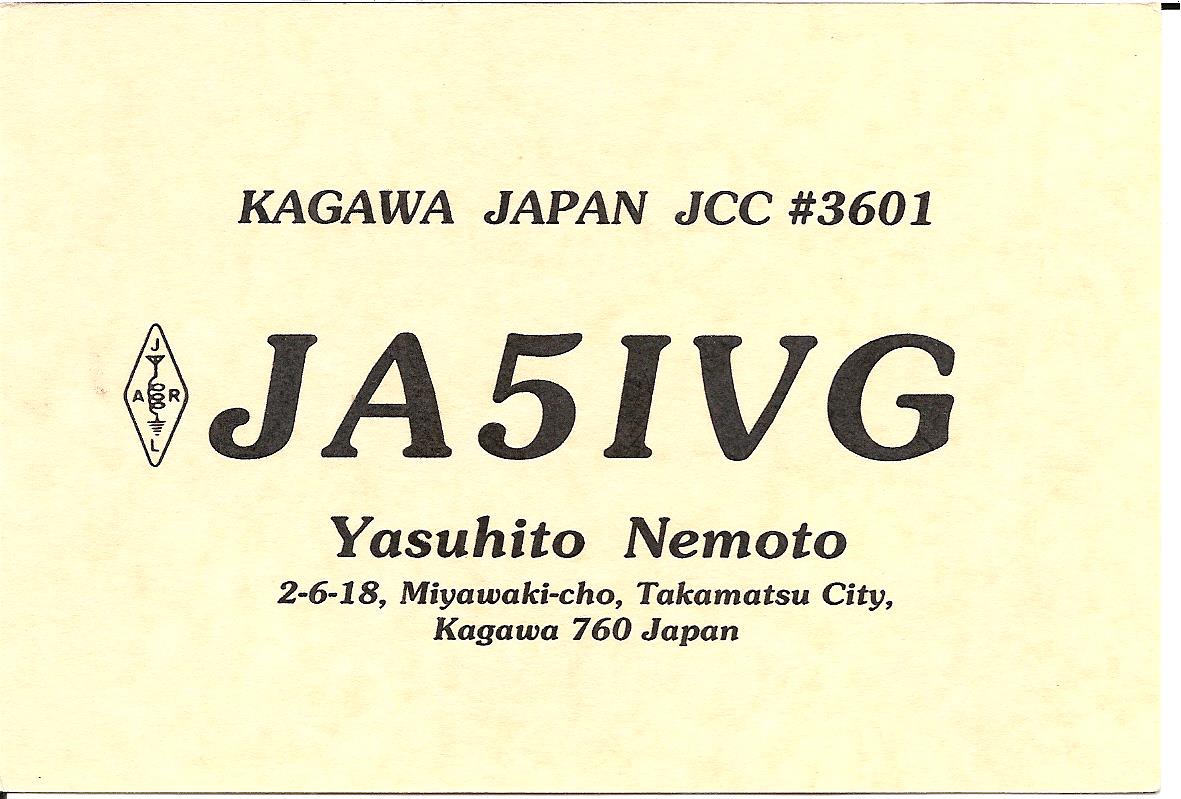 KAGAWA JAPAN JCC #3601
J
A R
L
JA5IVG
Yasuhito Nemoto
2-6-18, Miyawaki-cho, Takamatsu City,
Kagawa 760 Japan